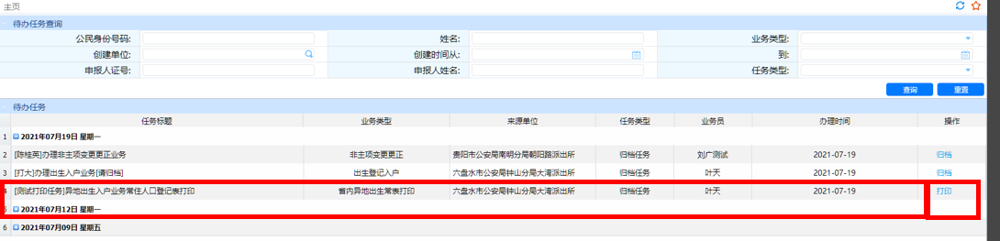 主页
待办任务查询
公民身份号码: 姓名: 业务类型:
创建单位: 创建时间从: 到:
申报人证号: 申报人姓名: 任务类型:
查询 重置
待办任务
任务标题 业务类型 来源单位 任务类型 业务员 办理时间 操作
1 2021年07月19日 星期一
2 [陈桂英]办理非主项变更更正业务 非主项变更更正 贵阳市公安局南明分局朝阳路派出所 归档任务 刘广测试 2021-07-19 归档
3 [打大]办理出生入户业务[请归档] 出生登记入户 六盘水市公安局钟山分局大湾派出所 归档任务 叶天 2021-07-19 归档
4 [测试打印任务]异地出生入户业务常住人口登记表打印 省内异地出生常表打印 六盘水市公安局钟山分局大湾派出所 归档任务 叶天 2021-07-19 打印
5 2021年07月12日 星期一
6 2021年07月09日 星期五